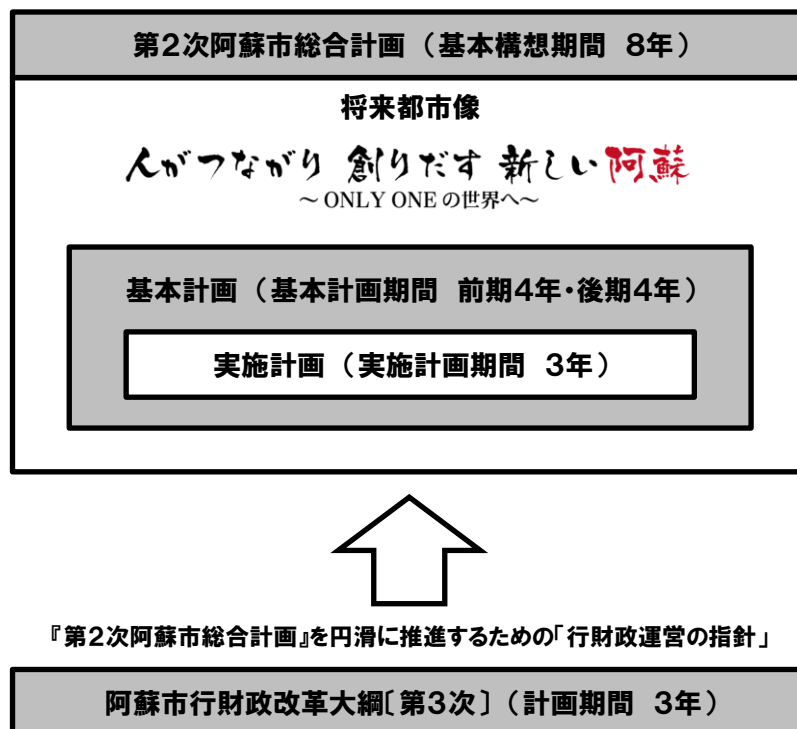 第2次阿蘇市総合計画（基本構想期間 8年）
将来都市像
人がつながり 創りだす 新しい阿蘇
～ONLY ONEの世界へ～
基本計画（基本計画期間 前期4年・後期4年）
実施計画（実施計画期間 3年）
『第2次阿蘇市総合計画』を円滑に推進するための「行財政運営の指針」
阿蘇市行財政改革大綱〔第3次〕（計画期間 3年）